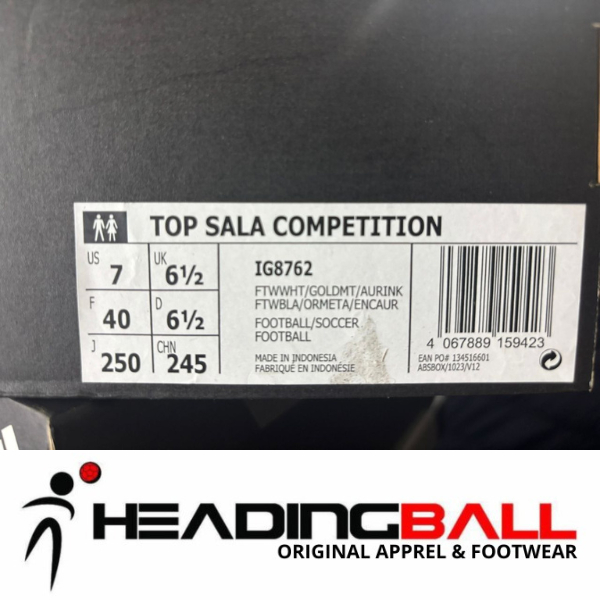 TOP SALA COMPETITION
US 7 UK 6½
F 40 D 6½
J 250 CHN 245
IG8762
FTWWHT/GOLDMT/AURINK
FTWBLA/ORMETA/ENCAUR
FOOTBALL/SOCCER
FOOTBALL
MADE IN INDONESIA
FABRIQUÉ EN INDONÉSIE
4 067889 159423
EAN PO# 134516601
ABSBOX/1023/V12
HEADINGBALL
ORIGINAL APPREL & FOOTWEAR